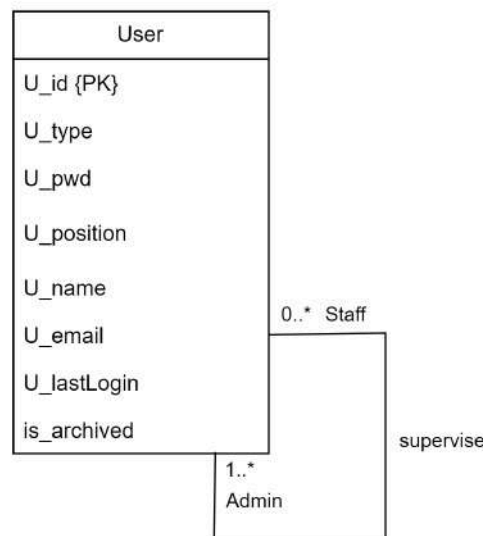 User
U_id {PK}
U_type
U_pwd
U_position
U_name
0..* Staff
U_email
U_lastLogin
is_archived
supervise
1..*
Admin